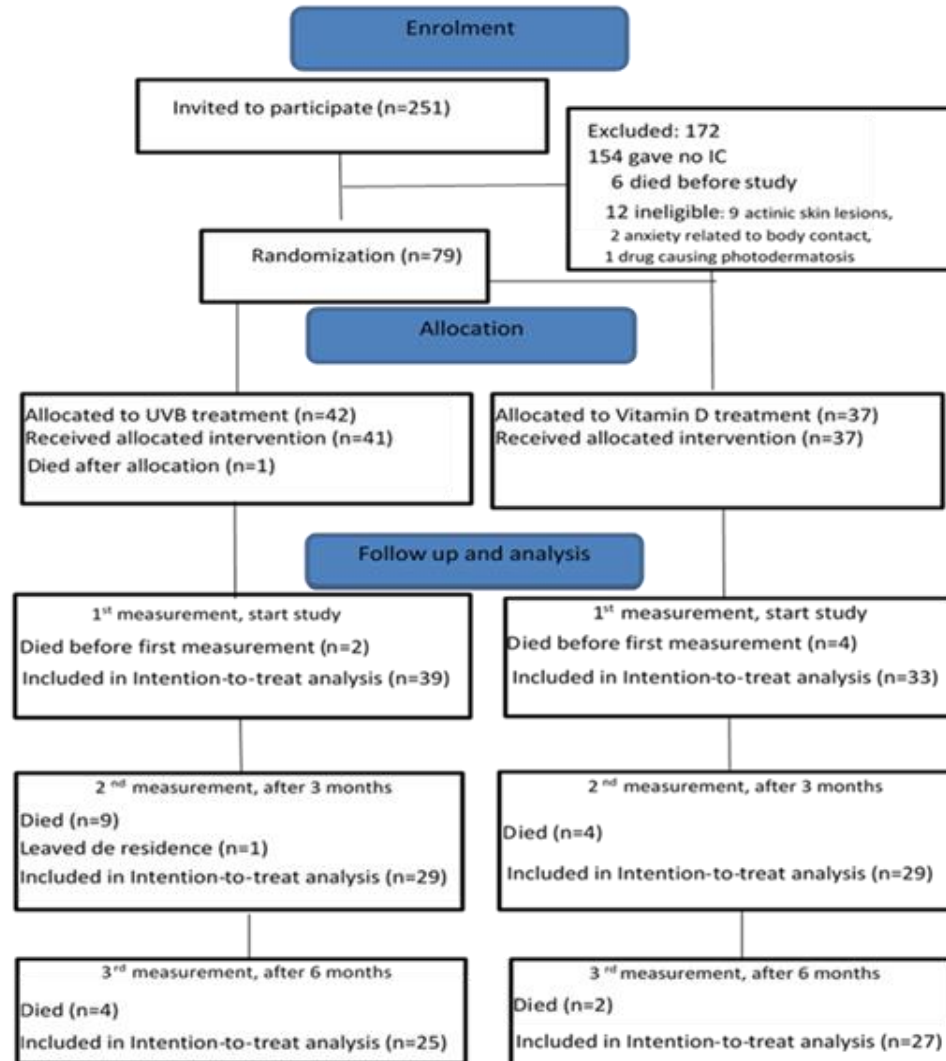 Enrolment
Invited to participate (n=251)
Excluded: 172
154 gave no IC
6 died before study
12 ineligible: 9 actinic skin lesions,
2 anxiety related to body contact,
1 drug causing photodermatosis
Randomization (n=79)
Allocation
Allocated to UVB treatment (n=42)
Received allocated intervention (n=41)
Died after allocation (n=1)
Allocated to Vitamin D treatment (n=37)
Received allocated intervention (n=37)
Follow up and analysis
1st measurement, start study
Died before first measurement (n=2)
Included in Intention-to-treat analysis (n=39)
1st measurement, start study
Died before first measurement (n=4)
Included in Intention-to-treat analysis (n=33)
2nd measurement, after 3 months
Died (n=9)
Leaved de residence (n=1)
Included in Intention-to-treat analysis (n=29)
2nd measurement, after 3 months
Died (n=4)
Included in Intention-to-treat analysis (n=29)
3rd measurement, after 6 months
Died (n=4)
Included in Intention-to-treat analysis (n=25)
3rd measurement, after 6 months
Died (n=2)
Included in Intention-to-treat analysis (n=27)